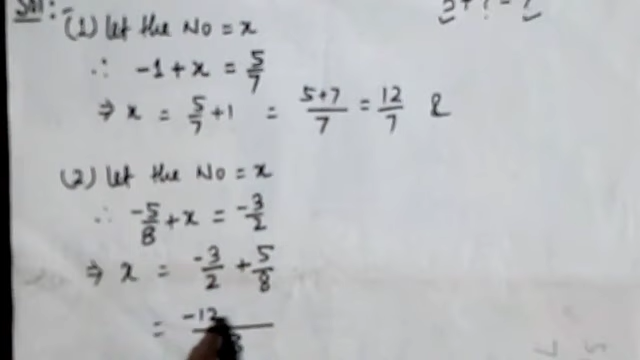 Sol:-
(1) let the No = x
∴ -1 + x = 5/7
⇒ x = 5/7 + 1 = 5+7/7 = 12/7 &
(2) let the No = x
∴ -5/8 + x = -3/2
⇒ x = -3/2 + 5/8
= -12